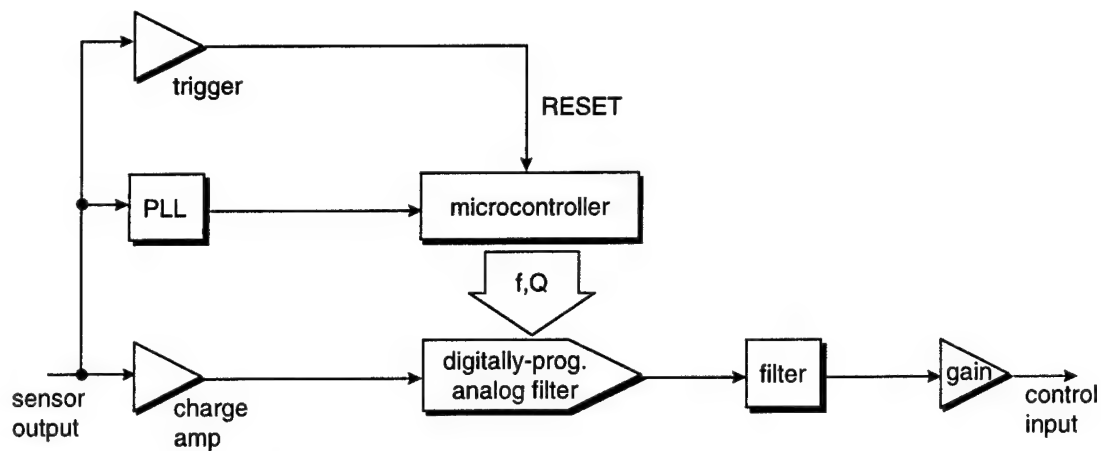 trigger
RESET
PLL
microcontroller
f,Q
digitally-prog.
analog filter
filter
gain
sensor
output
charge
amp
control
input